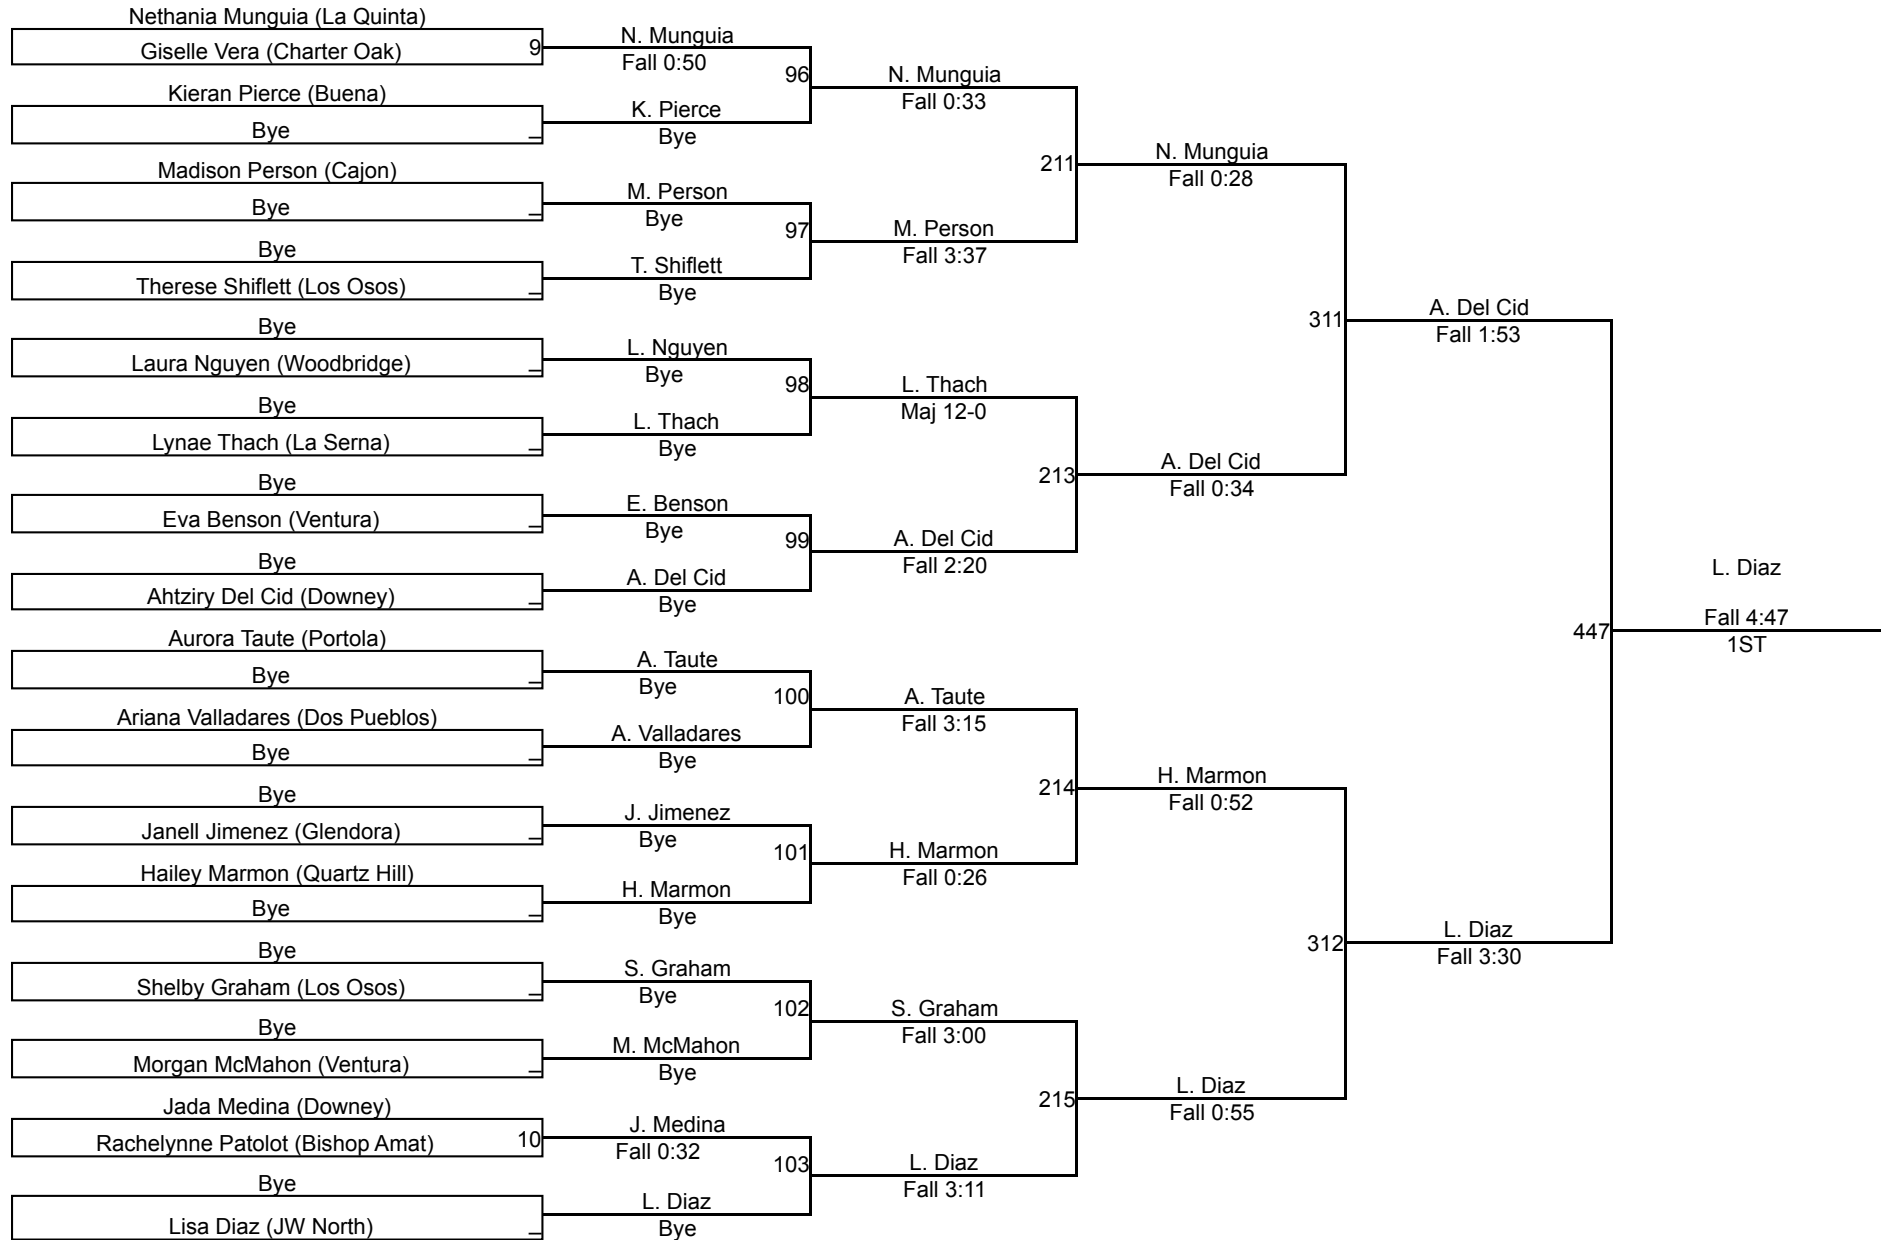 Nethania Munguia (La Quinta)
Giselle Vera (Charter Oak) 9
Kieran Pierce (Buena)
Bye
Madison Person (Cajon)
Bye
Bye
Therese Shiflett (Los Osos)
Bye
Laura Nguyen (Woodbridge)
Bye
Lynae Thach (La Serna)
Bye
Eva Benson (Ventura)
Bye
Ahtziry Del Cid (Downey)
Aurora Taute (Portola)
Bye
Ariana Valladares (Dos Pueblos)
Bye
Bye
Janell Jimenez (Glendora)
Hailey Marmon (Quartz Hill)
Bye
Bye
Shelby Graham (Los Osos)
Bye
Morgan McMahon (Ventura)
Jada Medina (Downey)
Rachelynne Patolot (Bishop Amat) 10
Bye
Lisa Diaz (JW North)
N. Munguia
Fall 0:50
96
K. Pierce
Bye
M. Person
Bye
97
T. Shiflett
Bye
L. Nguyen
Bye
98
L. Thach
Bye
E. Benson
Bye
99
A. Del Cid
Bye
A. Taute
Bye
100
A. Valladares
Bye
J. Jimenez
Bye
101
H. Marmon
Bye
S. Graham
Bye
102
M. McMahon
Bye
J. Medina
Fall 0:32
103
L. Diaz
Bye
N. Munguia
Fall 0:33
211
M. Person
Fall 3:37
L. Thach
Maj 12-0
213
A. Del Cid
Fall 2:20
A. Taute
Fall 3:15
214
H. Marmon
Fall 0:26
S. Graham
Fall 3:00
215
L. Diaz
Fall 3:11
N. Munguia
Fall 0:28
311
A. Del Cid
Fall 0:34
H. Marmon
Fall 0:52
312
L. Diaz
Fall 0:55
A. Del Cid
Fall 1:53
447
L. Diaz
Fall 3:30
L. Diaz
Fall 4:47
1ST